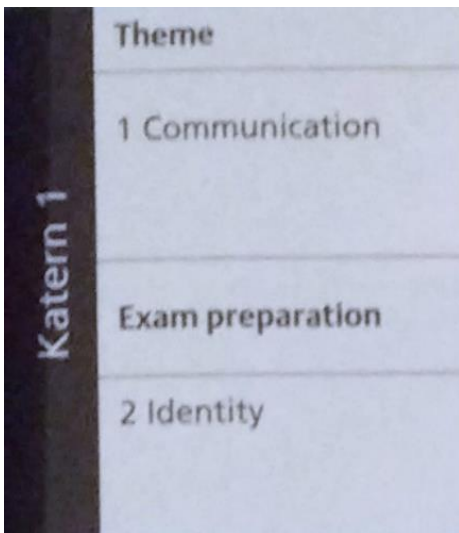 Katern 1
Theme
1 Communication
Exam preparation
2 Identity